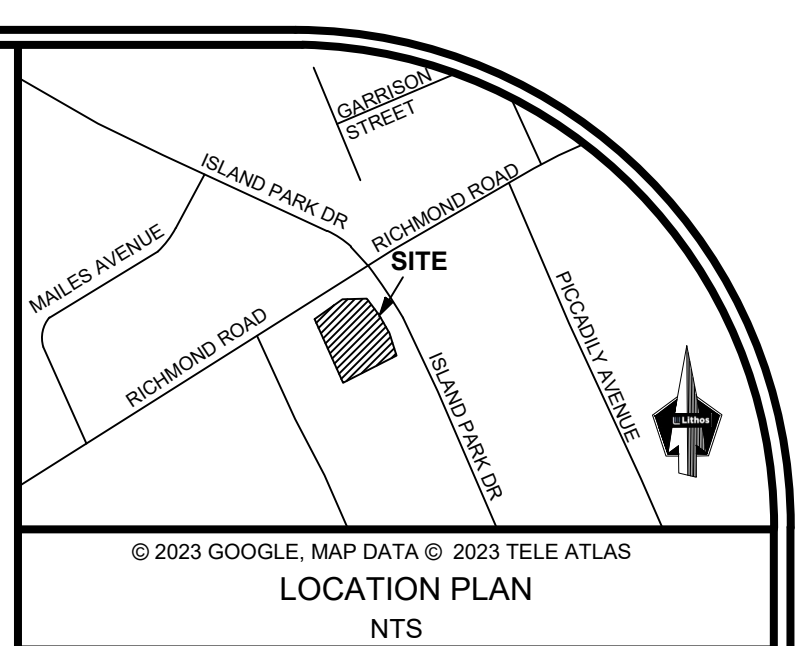 GARRISON
STREET
ISLAND PARK DR
RICHMOND ROAD
SITE
MAILES AVENUE
RICHMOND ROAD
PICCADILY AVENUE
ISLAND PARK DR
Lithos
© 2023 GOOGLE, MAP DATA © 2023 TELE ATLAS
LOCATION PLAN
NTS